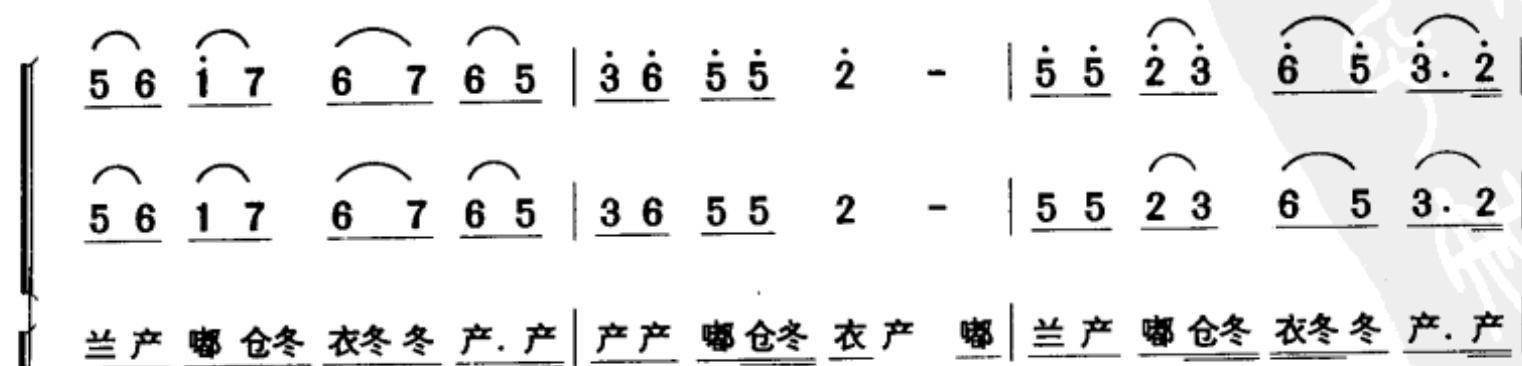 5 6 i 7 6 7 6 5 | 3̇ 6̇ 5̇ 5̇ 2̇ - | 5̇ 5̇ 2̇ 3̇ 6̇ 5̇ 3̇. 2̇
5 6 1 7 6 7 6 5 | 3 6 5 5 2 - | 5 5 2 3 6 5 3. 2
兰产 嘟仓冬 衣冬冬 产.产 | 产产 嘟仓冬 衣产 嘟 | 兰产 嘟仓冬 衣冬冬 产.产